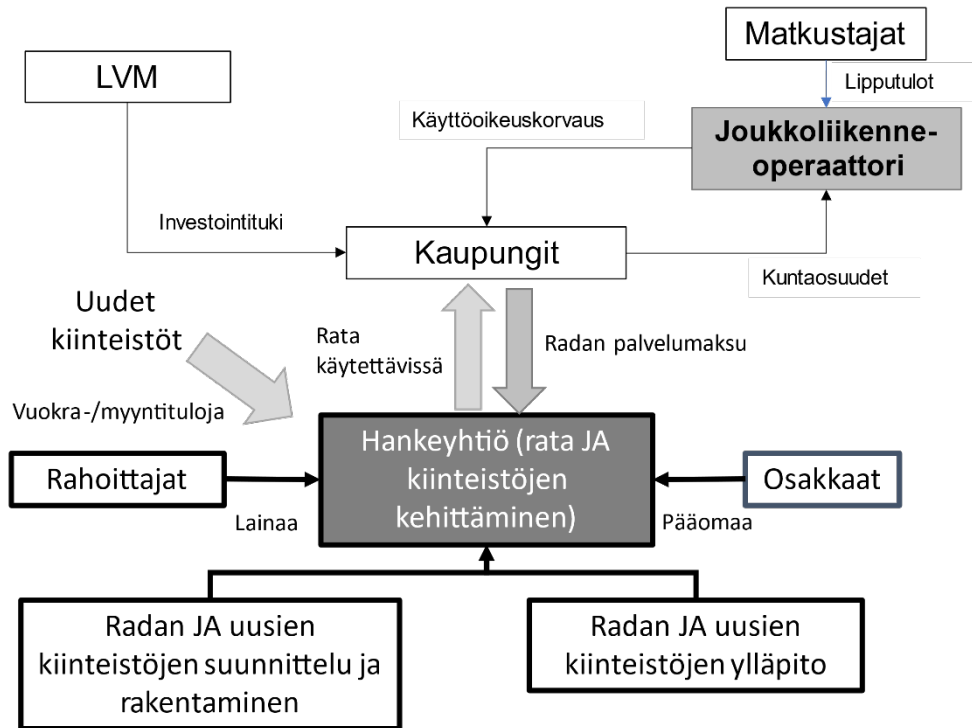 Matkustajat
LVM
Lipputulot
Käyttöoikeuskorvaus
Joukkoliikenne-
operaattori
Investointituki
Kaupungit
Kuntaosuudet
Uudet
kiinteistöt
Rata
käytettävissä
Radan palvelumaksu
Vuokra-/myyntituloja
Hankeyhtiö (rata JA
kiinteistöjen
kehittäminen)
Rahoittajat
Osakkaat
Lainaa
Pääomaa
Radan JA uusien
kiinteistöjen suunnittelu ja
rakentaminen
Radan JA uusien
kiinteistöjen ylläpito